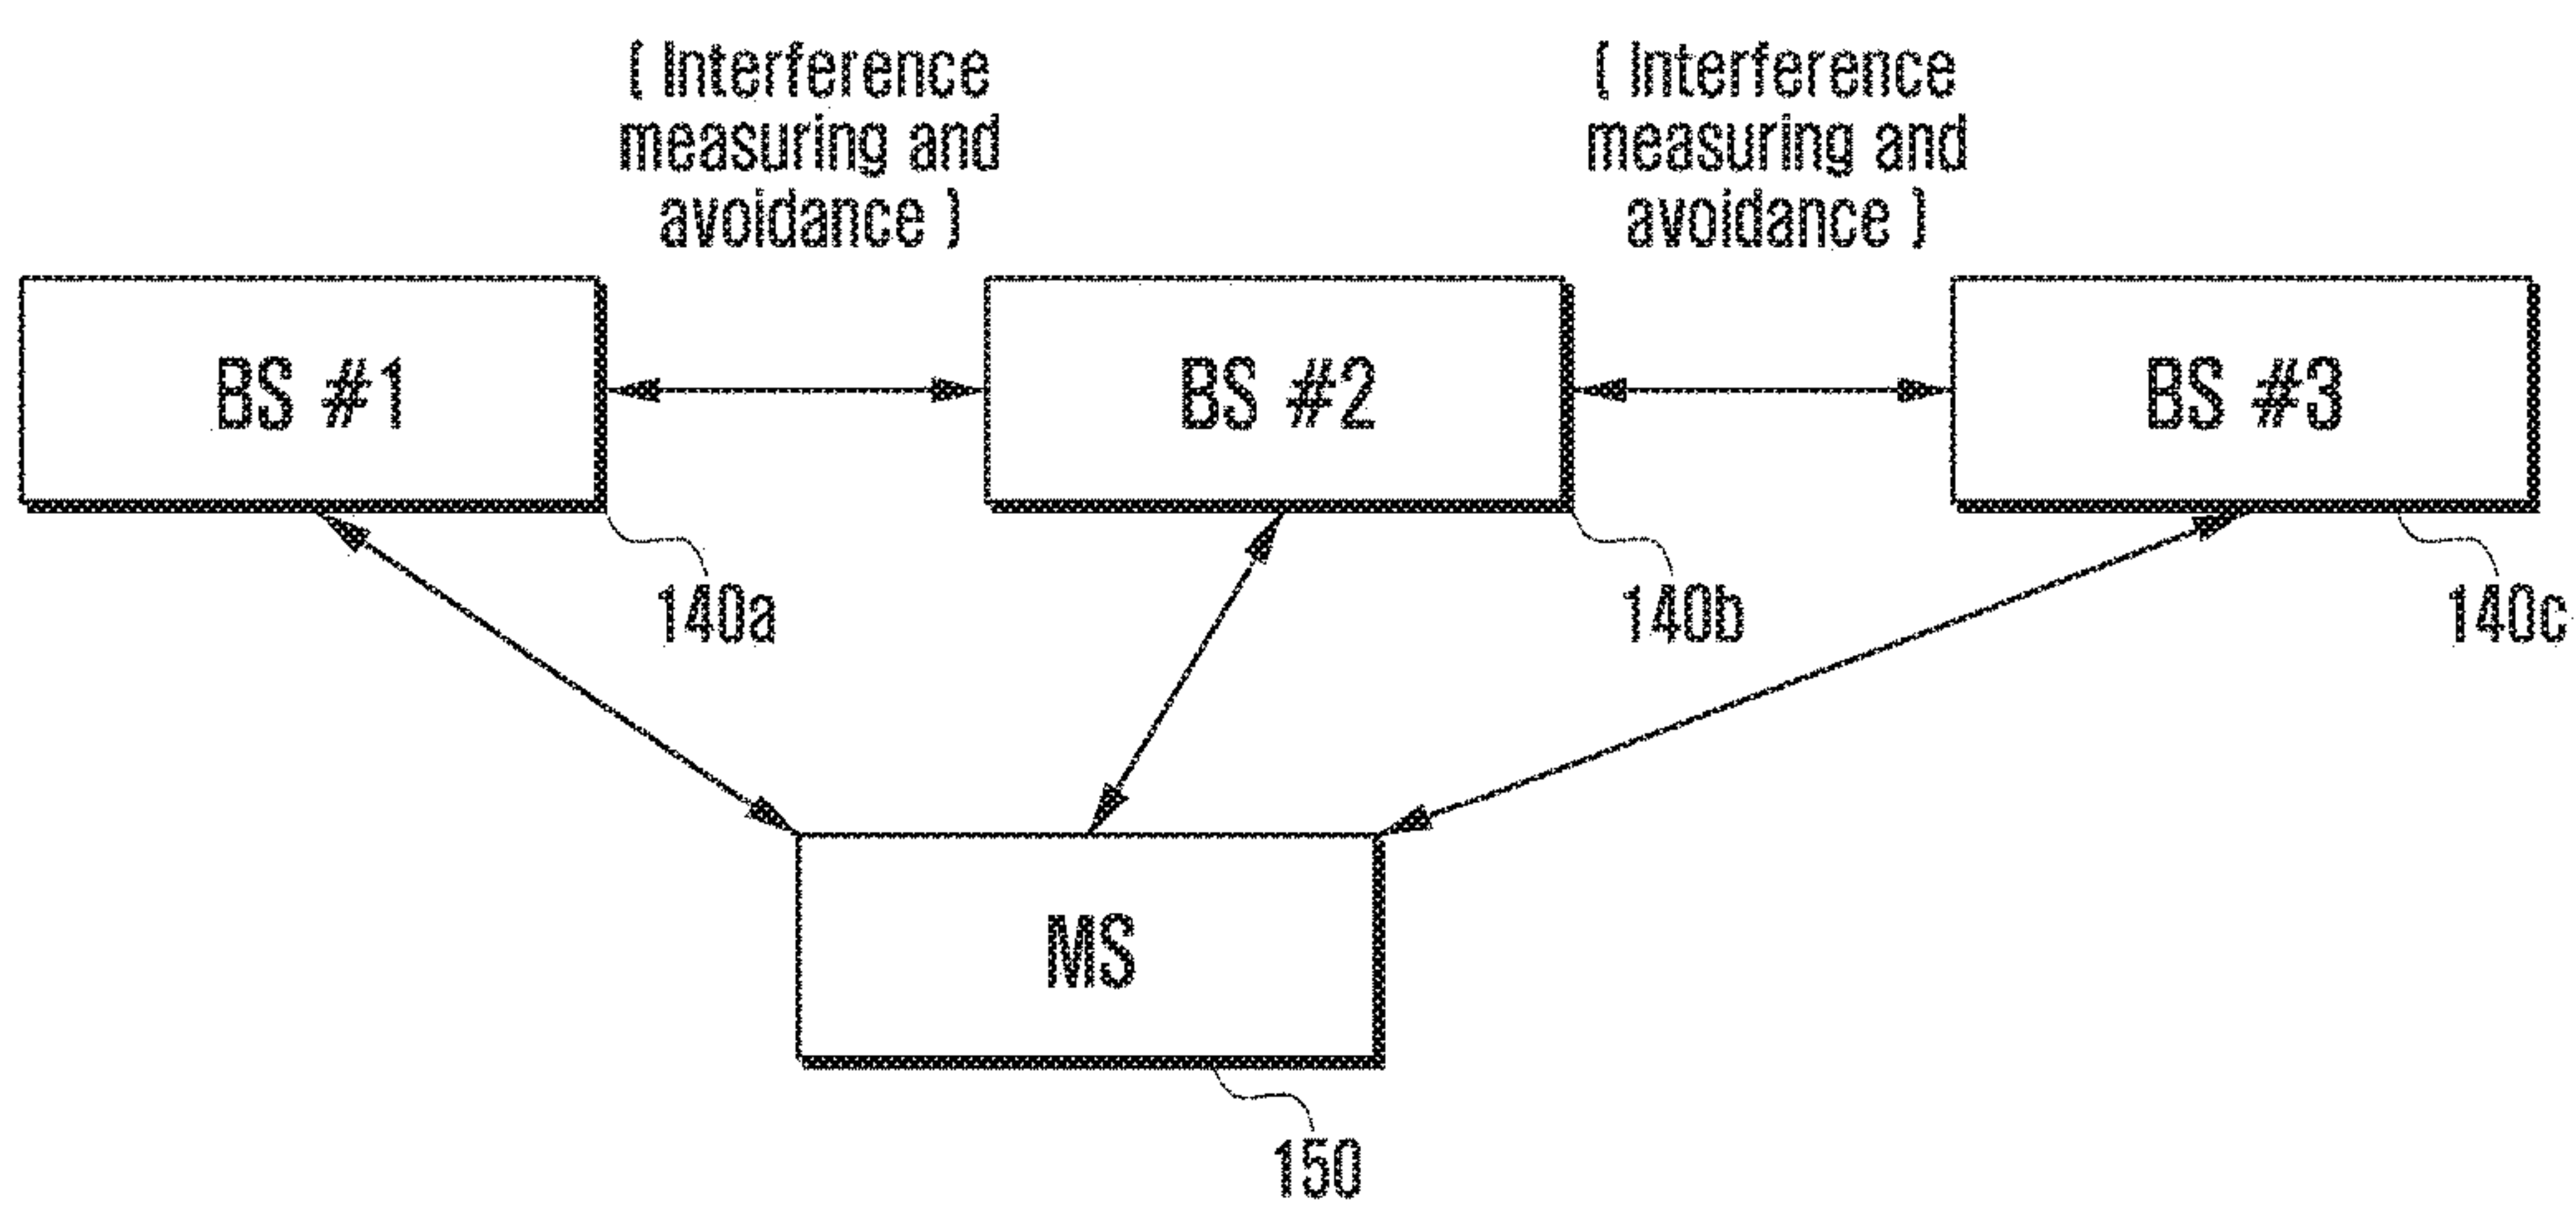 ( Interference
measuring and
avoidance )
( Interference
measuring and
avoidance )
BS #1
BS #2
BS #3
140a
140b
140c
MS
150